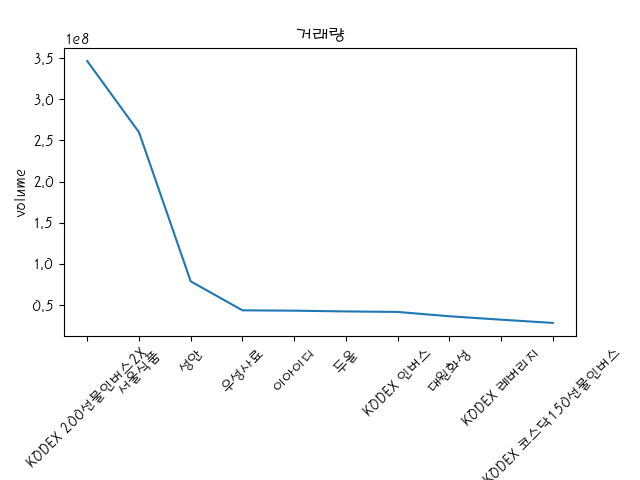 거래량
1e8
3.5
3.0
2.5
2.0
1.5
1.0
0.5
volume
KODEX 200선물인버스2X
서울식품
성안
우성사료
이아이디
두올
KODEX 인버스
대원화성
KODEX 레버리지
KODEX 코스닥150선물인버스